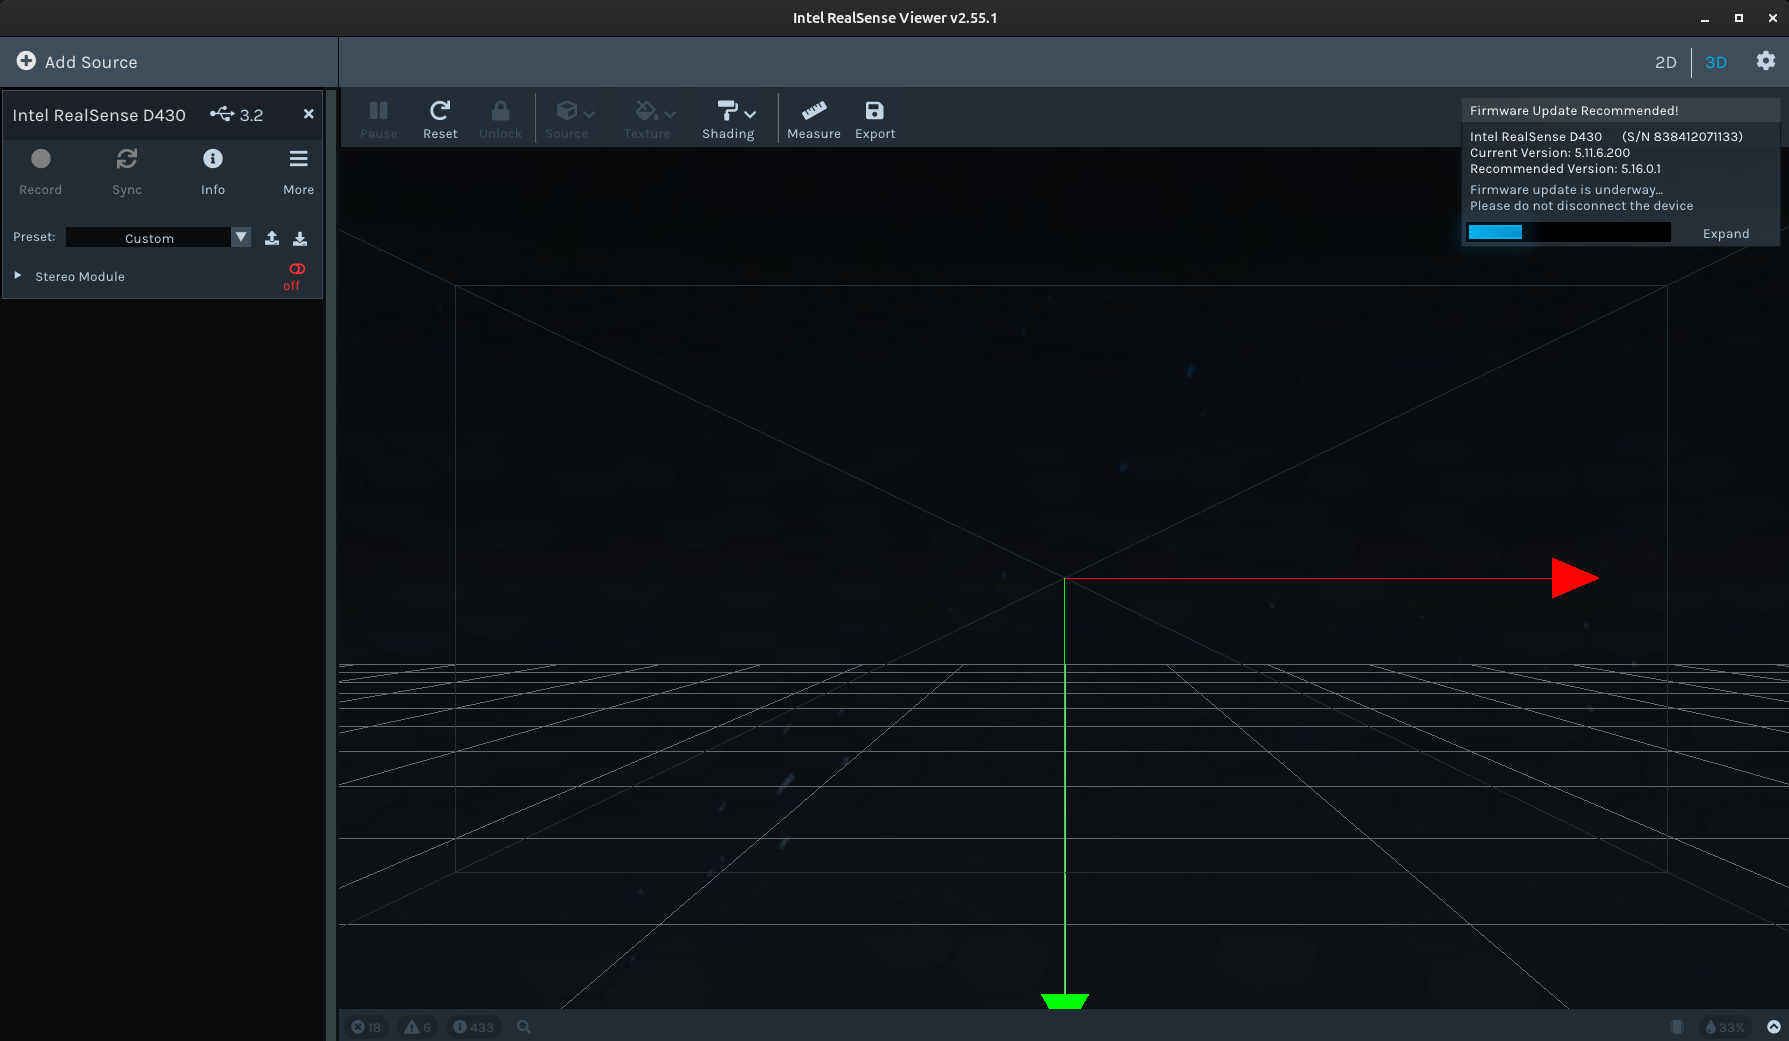 Intel RealSense Viewer v2.55.1
Add Source
2D
3D
Intel RealSense D430
3.2
Pause
Reset
Unlock
Source
Texture
Shading
Measure
Export
Record
Sync
Info
More
Preset:
Custom
Stereo Module
off
Firmware Update Recommended!
Intel RealSense D430 (S/N 838412071133)
Current Version: 5.11.6.200
Recommended Version: 5.16.0.1
Firmware update is underway...
Please do not disconnect the device
Expand
18
6
433
33%